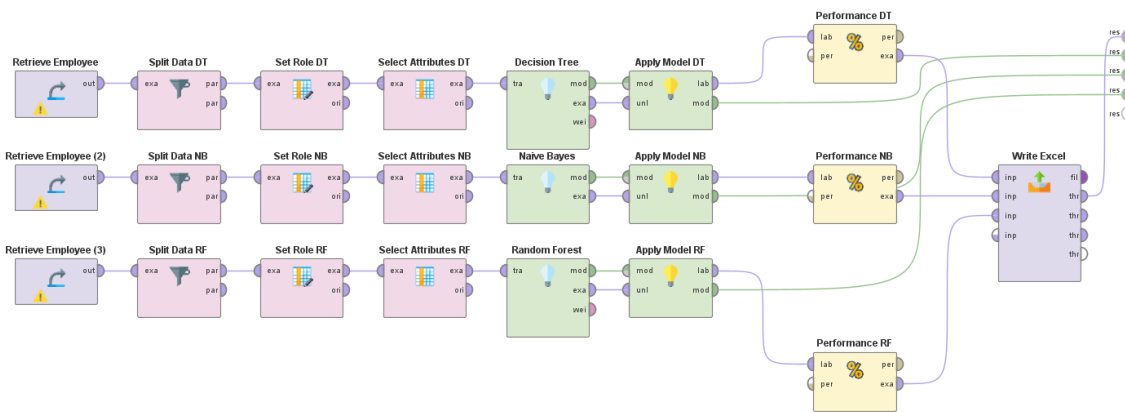 Performance DT
lab per
per exa
res
res
res
res
res
Retrieve Employee
out
Split Data DT
exa par
par
Set Role DT
exa exa
ori
Select Attributes DT
exa exa
ori
Decision Tree
tra mod
exa
wei
Apply Model DT
mod lab
unl mod
Retrieve Employee (2)
out
Split Data NB
exa par
par
Set Role NB
exa exa
ori
Select Attributes NB
exa exa
ori
Naive Bayes
tra mod
exa
Apply Model NB
mod lab
unl mod
Performance NB
lab per
per exa
Write Excel
inp fil
inp thr
inp thr
inp thr
thr
Retrieve Employee (3)
out
Split Data RF
exa par
par
Set Role RF
exa exa
ori
Select Attributes RF
exa exa
ori
Random Forest
tra mod
exa
wei
Apply Model RF
mod lab
unl mod
Performance RF
lab per
per exa